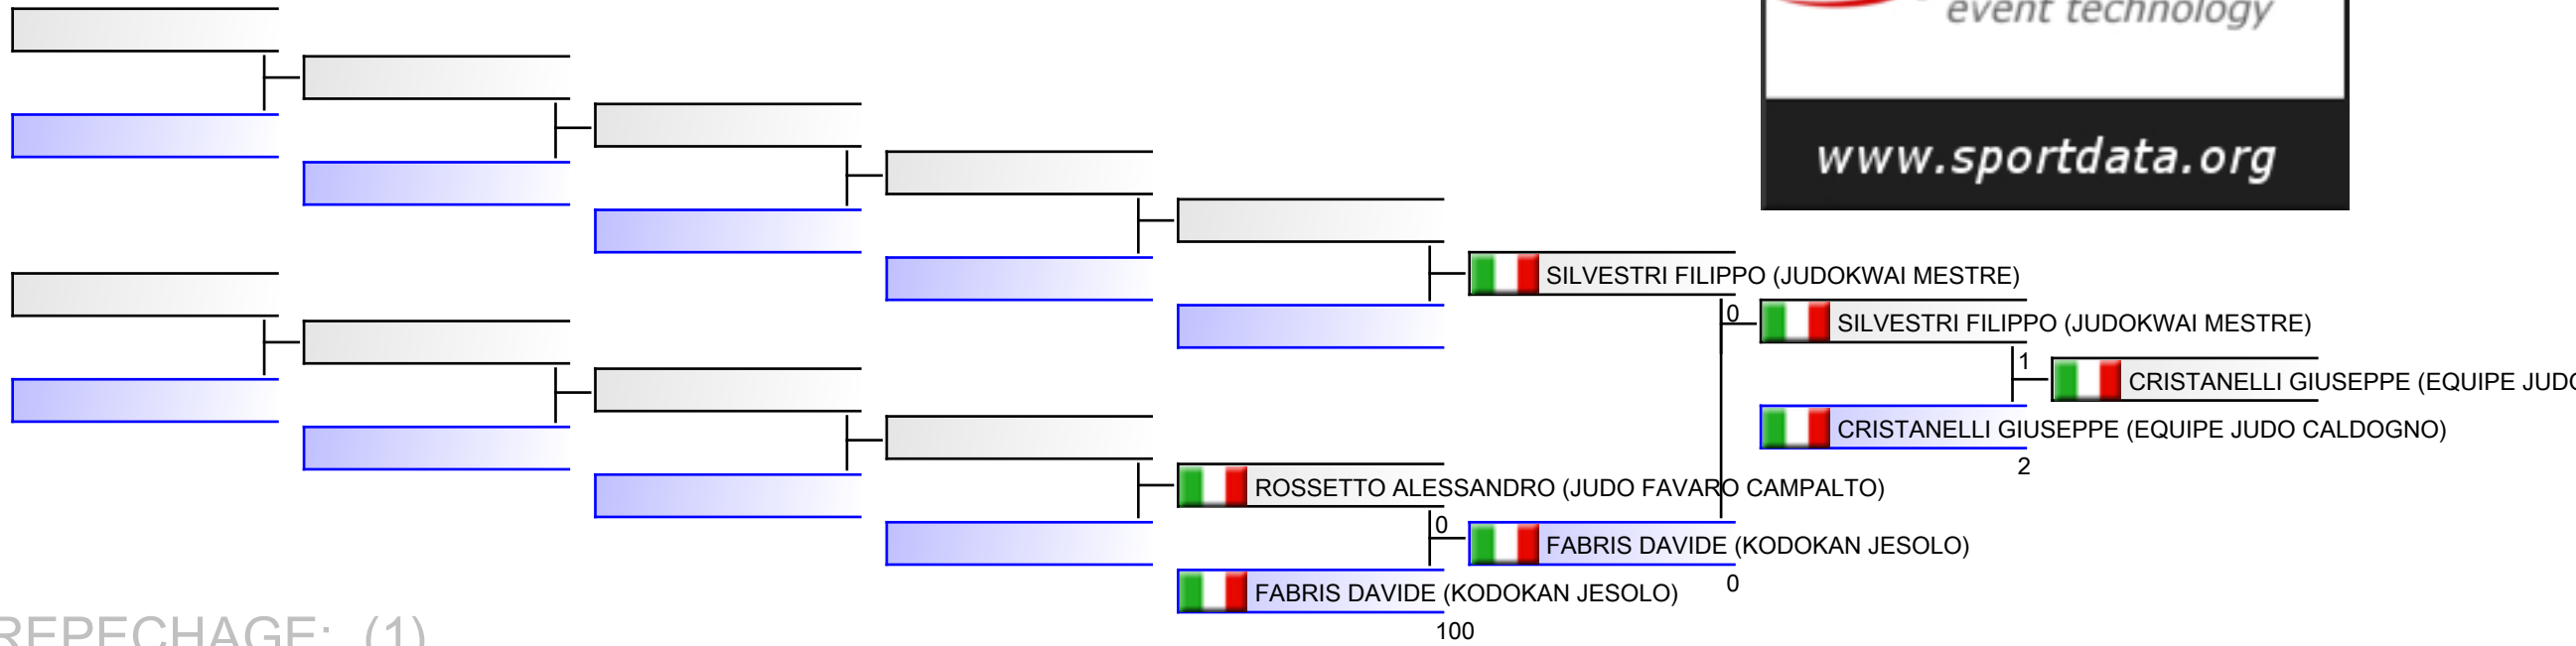 event technology
www.sportdata.org
SILVESTRI FILIPPO (JUDOKWAI MESTRE)
0
SILVESTRI FILIPPO (JUDOKWAI MESTRE)
1
CRISTANELLI GIUSEPPE (EQUIPE JUDO
CRISTANELLI GIUSEPPE (EQUIPE JUDO CALDOGNO)
2
ROSSETTO ALESSANDRO (JUDO FAVARO CAMPALTO)
0
FABRIS DAVIDE (KODOKAN JESOLO)
0
FABRIS DAVIDE (KODOKAN JESOLO)
100
REPECHAGE: (1)